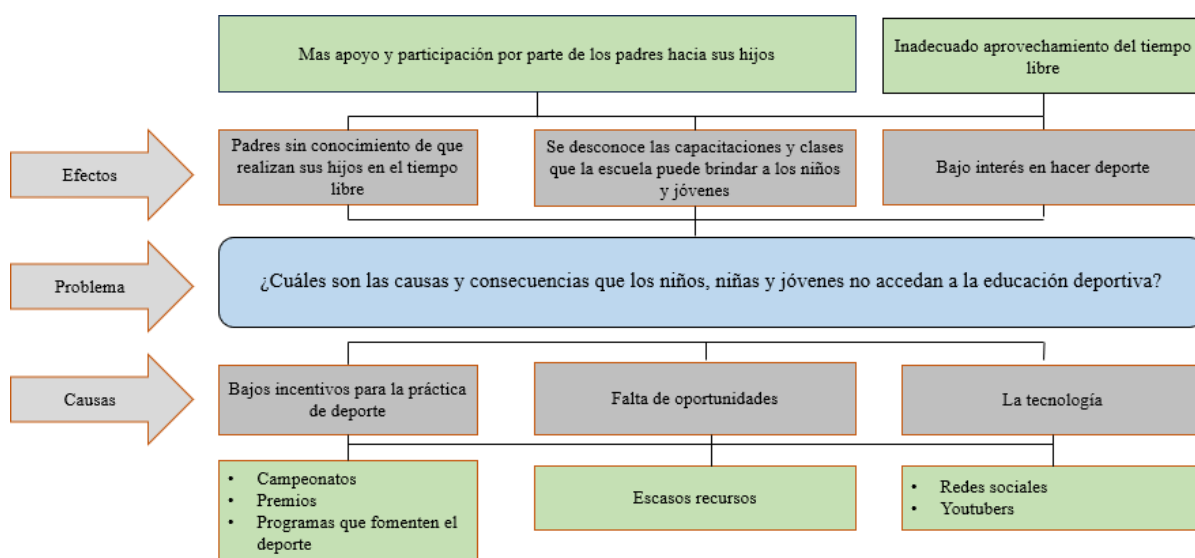 Mas apoyo y participación por parte de los padres hacia sus hijos
Inadecuado aprovechamiento del tiempo
libre
Efectos
Padres sin conocimiento de que
realizan sus hijos en el tiempo
libre
Se desconoce las capacitaciones y clases
que la escuela puede brindar a los niños
y jóvenes
Bajo interés en hacer deporte
Problema
¿Cuáles son las causas y consecuencias que los niños, niñas y jóvenes no accedan a la educación deportiva?
Causas
Bajos incentivos para la práctica
de deporte
Falta de oportunidades
La tecnología
• Campeonatos
• Premios
• Programas que fomenten el
deporte
Escasos recursos
• Redes sociales
• Youtubers